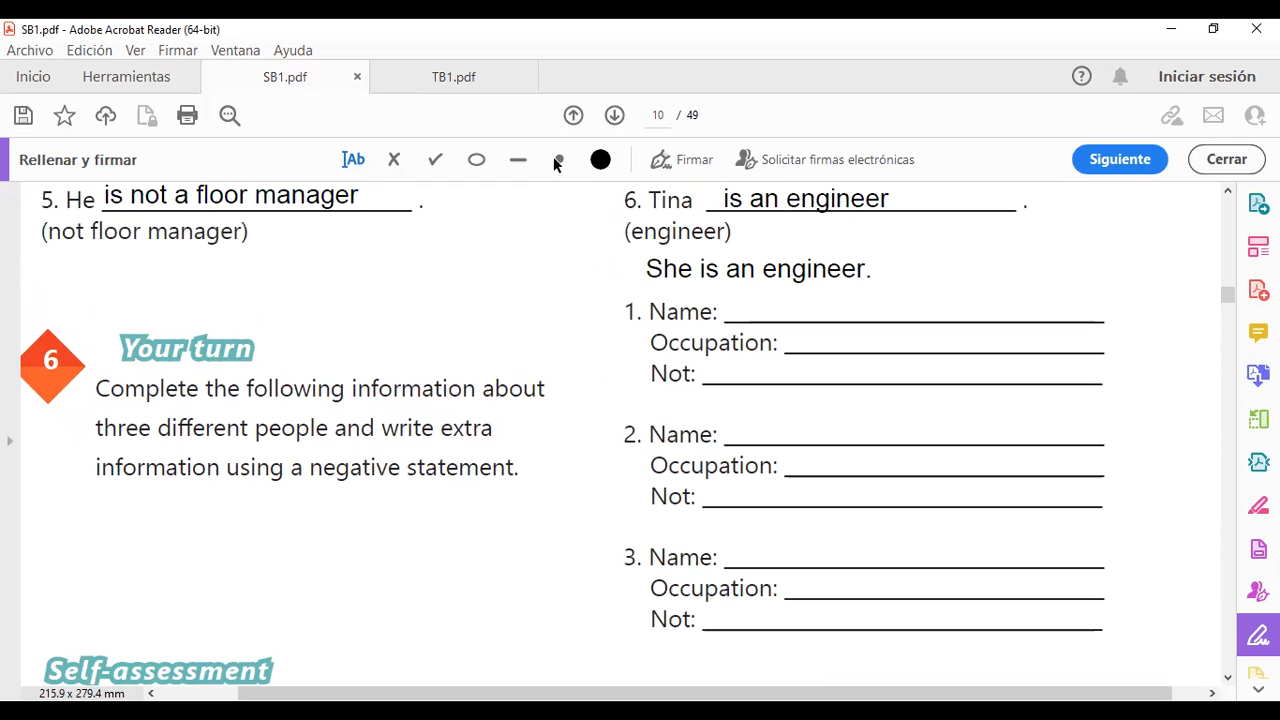 SB1.pdf - Adobe Acrobat Reader (64-bit)
Archivo Edición Ver Firmar Ventana Ayuda
Inicio Herramientas SB1.pdf × TB1.pdf Iniciar sesión
10 / 49
Rellenar y firmar Ab Firmar Solicitar firmas electrónicas Siguiente Cerrar
5. He is not a floor manager .
(not floor manager)
6. Tina is an engineer .
(engineer)
She is an engineer.
6 Your turn
Complete the following information about
three different people and write extra
information using a negative statement.
1. Name:
Occupation:
Not:
2. Name:
Occupation:
Not:
3. Name:
Occupation:
Not:
Self-assessment
215.9 x 279.4 mm